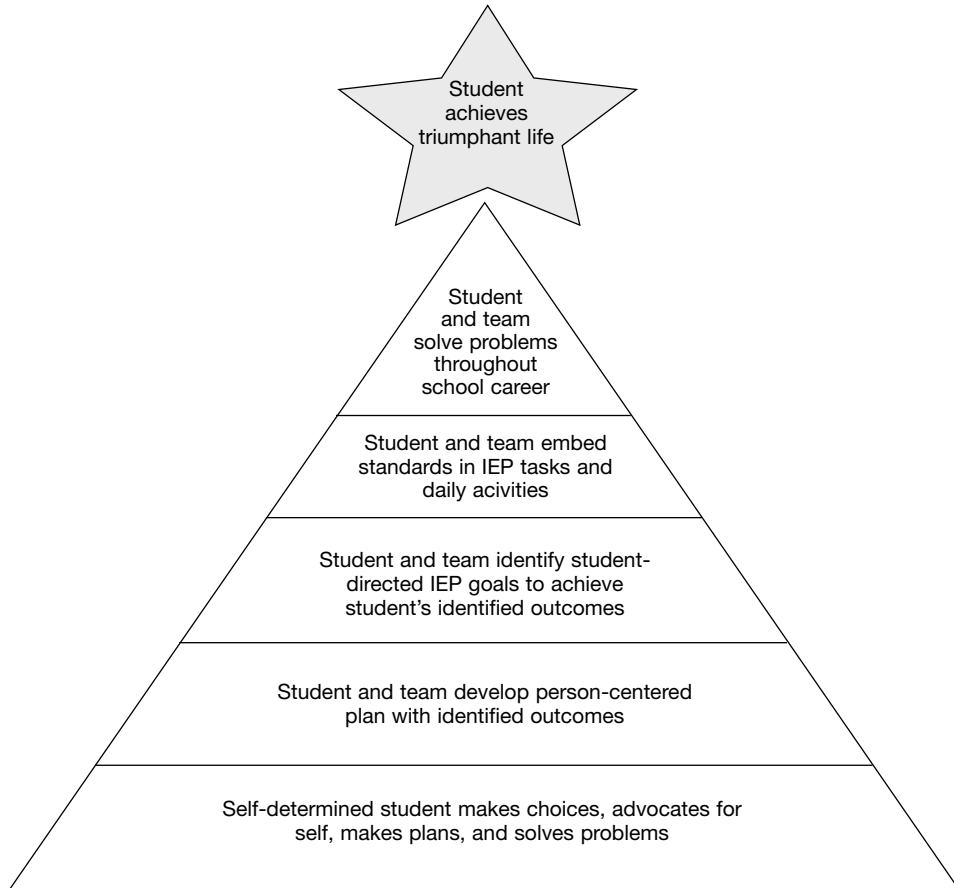 Student
achieves
triumphant life
Student
and team
solve problems
throughout
school career
Student and team embed
standards in IEP tasks and
daily acivities
Student and team identify student-
directed IEP goals to achieve
student's identified outcomes
Student and team develop person-centered
plan with identified outcomes
Self-determined student makes choices, advocates for
self, makes plans, and solves problems